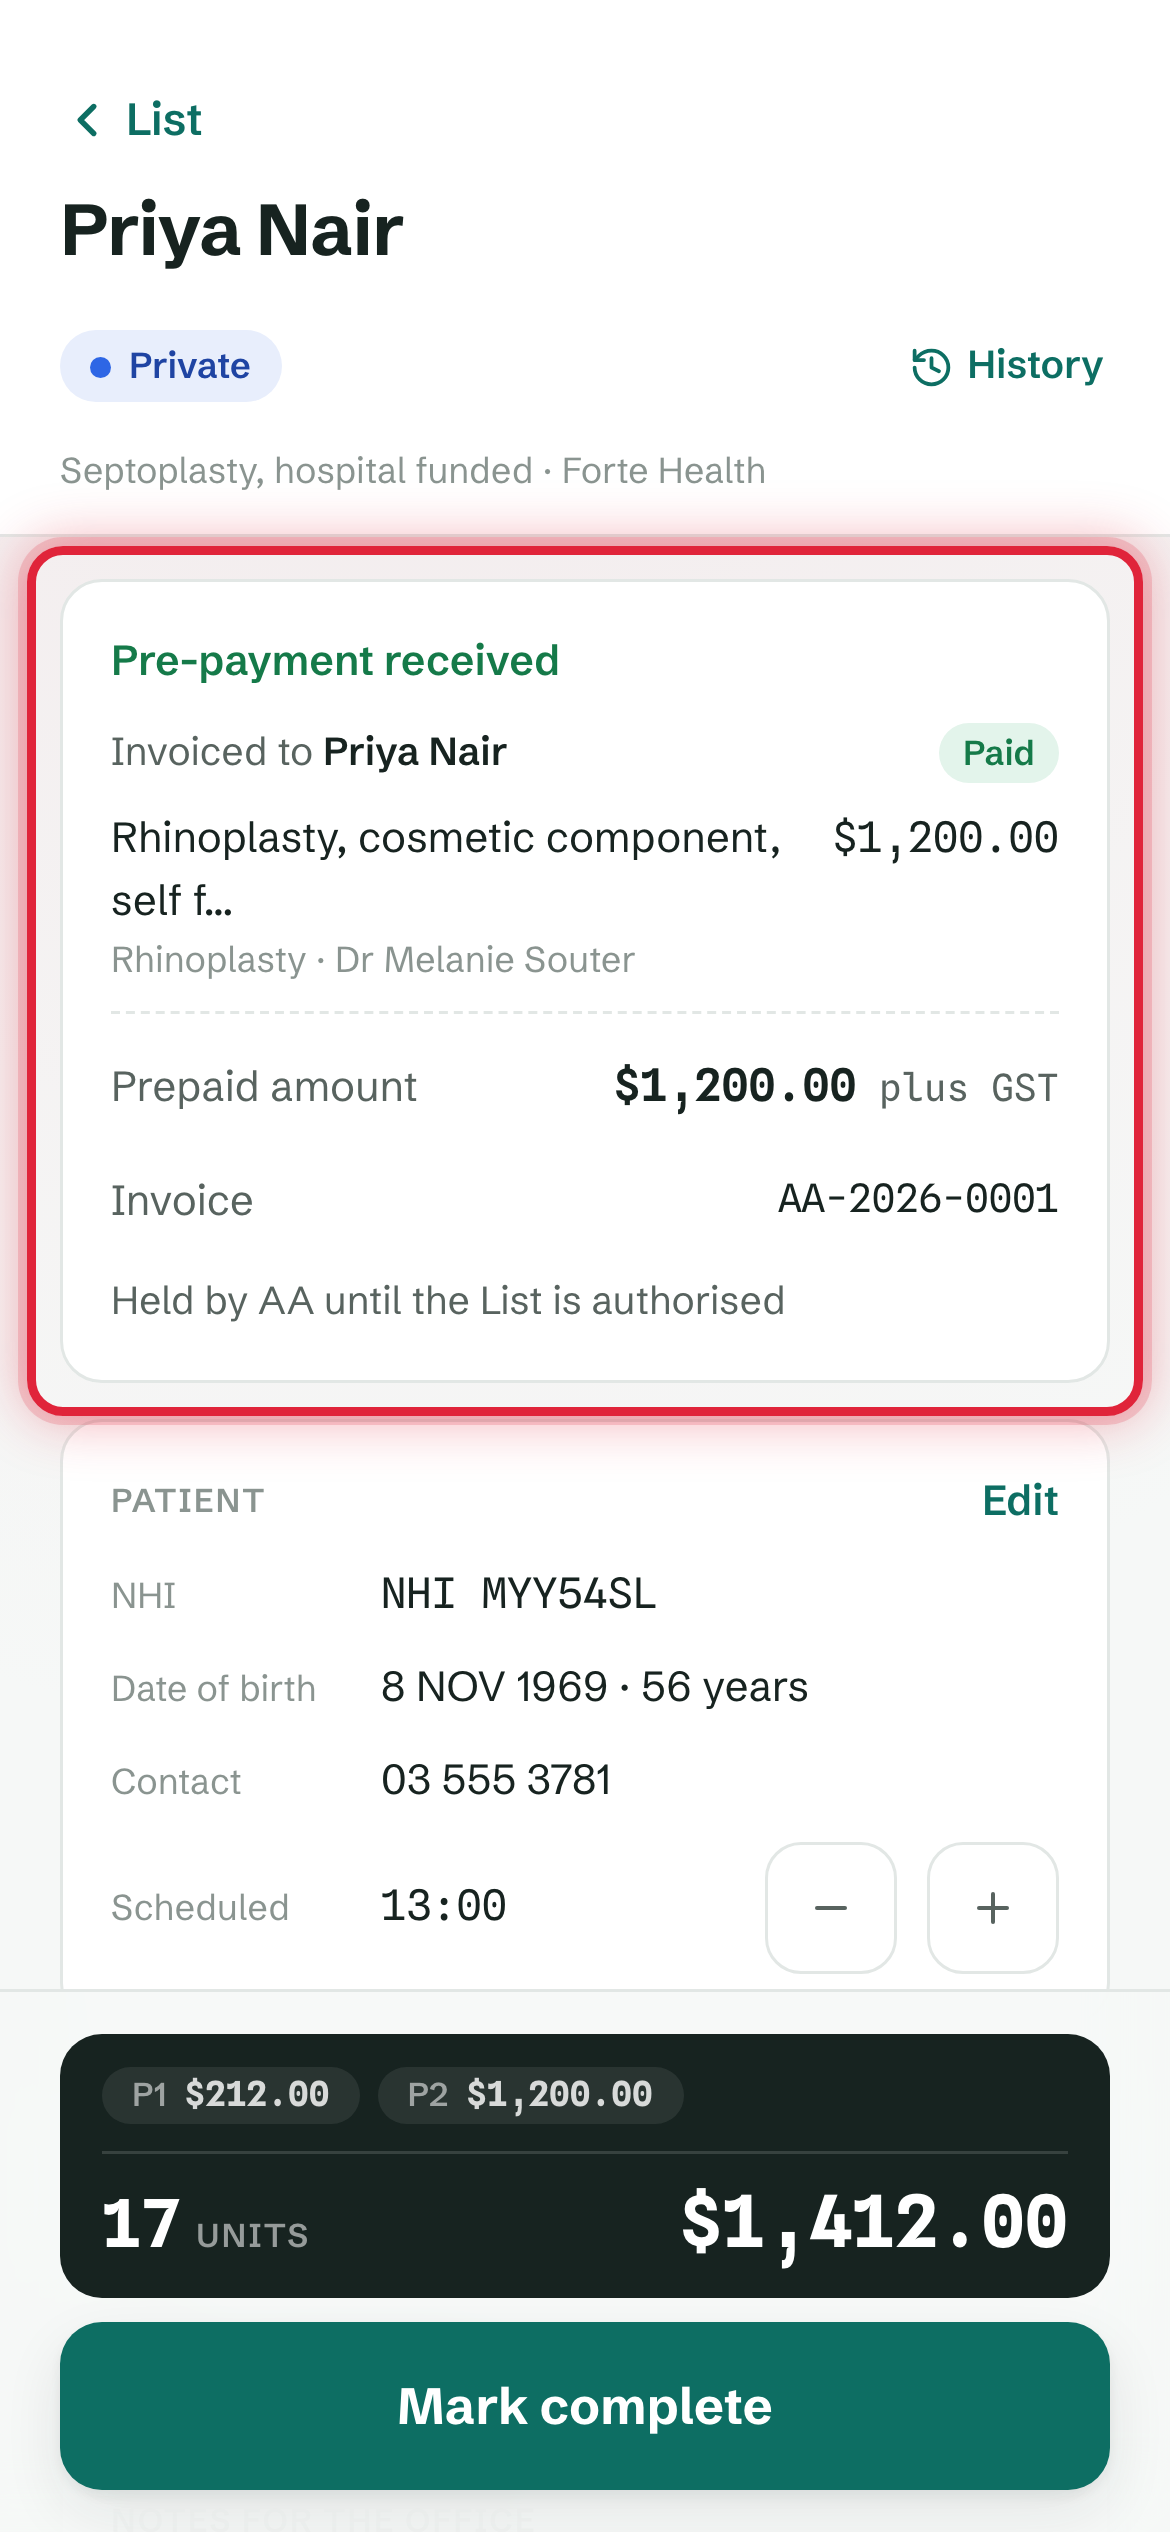 List
Priya Nair
Private
History
Septoplasty, hospital funded · Forte Health
Pre-payment received
Invoiced to Priya Nair
Paid
Rhinoplasty, cosmetic component,
self f...
$1,200.00
Rhinoplasty · Dr Melanie Souter
Prepaid amount
$1,200.00 plus GST
Invoice
AA-2026-0001
Held by AA until the List is authorised
PATIENT
Edit
NHI
NHI MYY54SL
Date of birth
8 NOV 1969 · 56 years
Contact
03 555 3781
Scheduled
13:00
P1 $212.00
P2 $1,200.00
17 UNITS
$1,412.00
Mark complete
NOTES FOR THE OFFICE